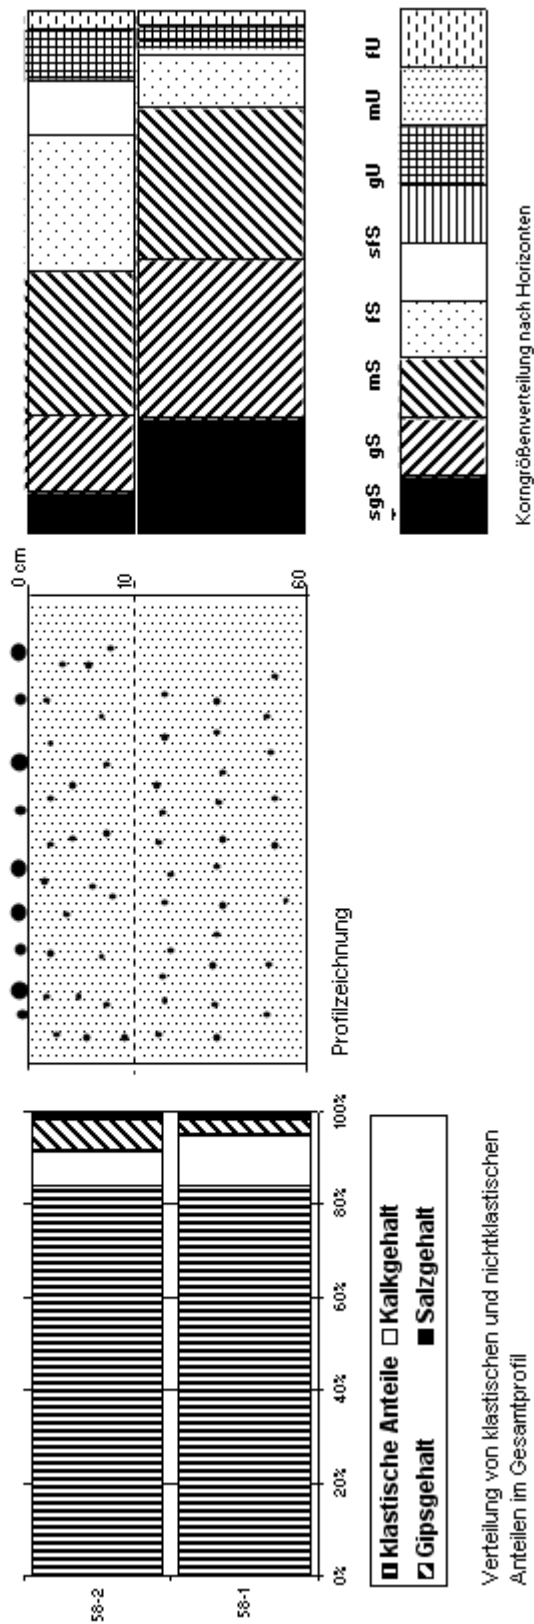 58-2
58-1
0%
20%
40%
60%
80%
100%
klastische Anteile
Kalkgehalt
Gipsgehalt
Salzgehalt
Verteilung von klastischen und nichtklastischen
Anteilen im Gesamtprofil
0 cm
10
60
Profilzeichnung
sgS
gS
mS
fS
sfS
gU
mU
fU
Korngrößenverteilung nach Horizonten